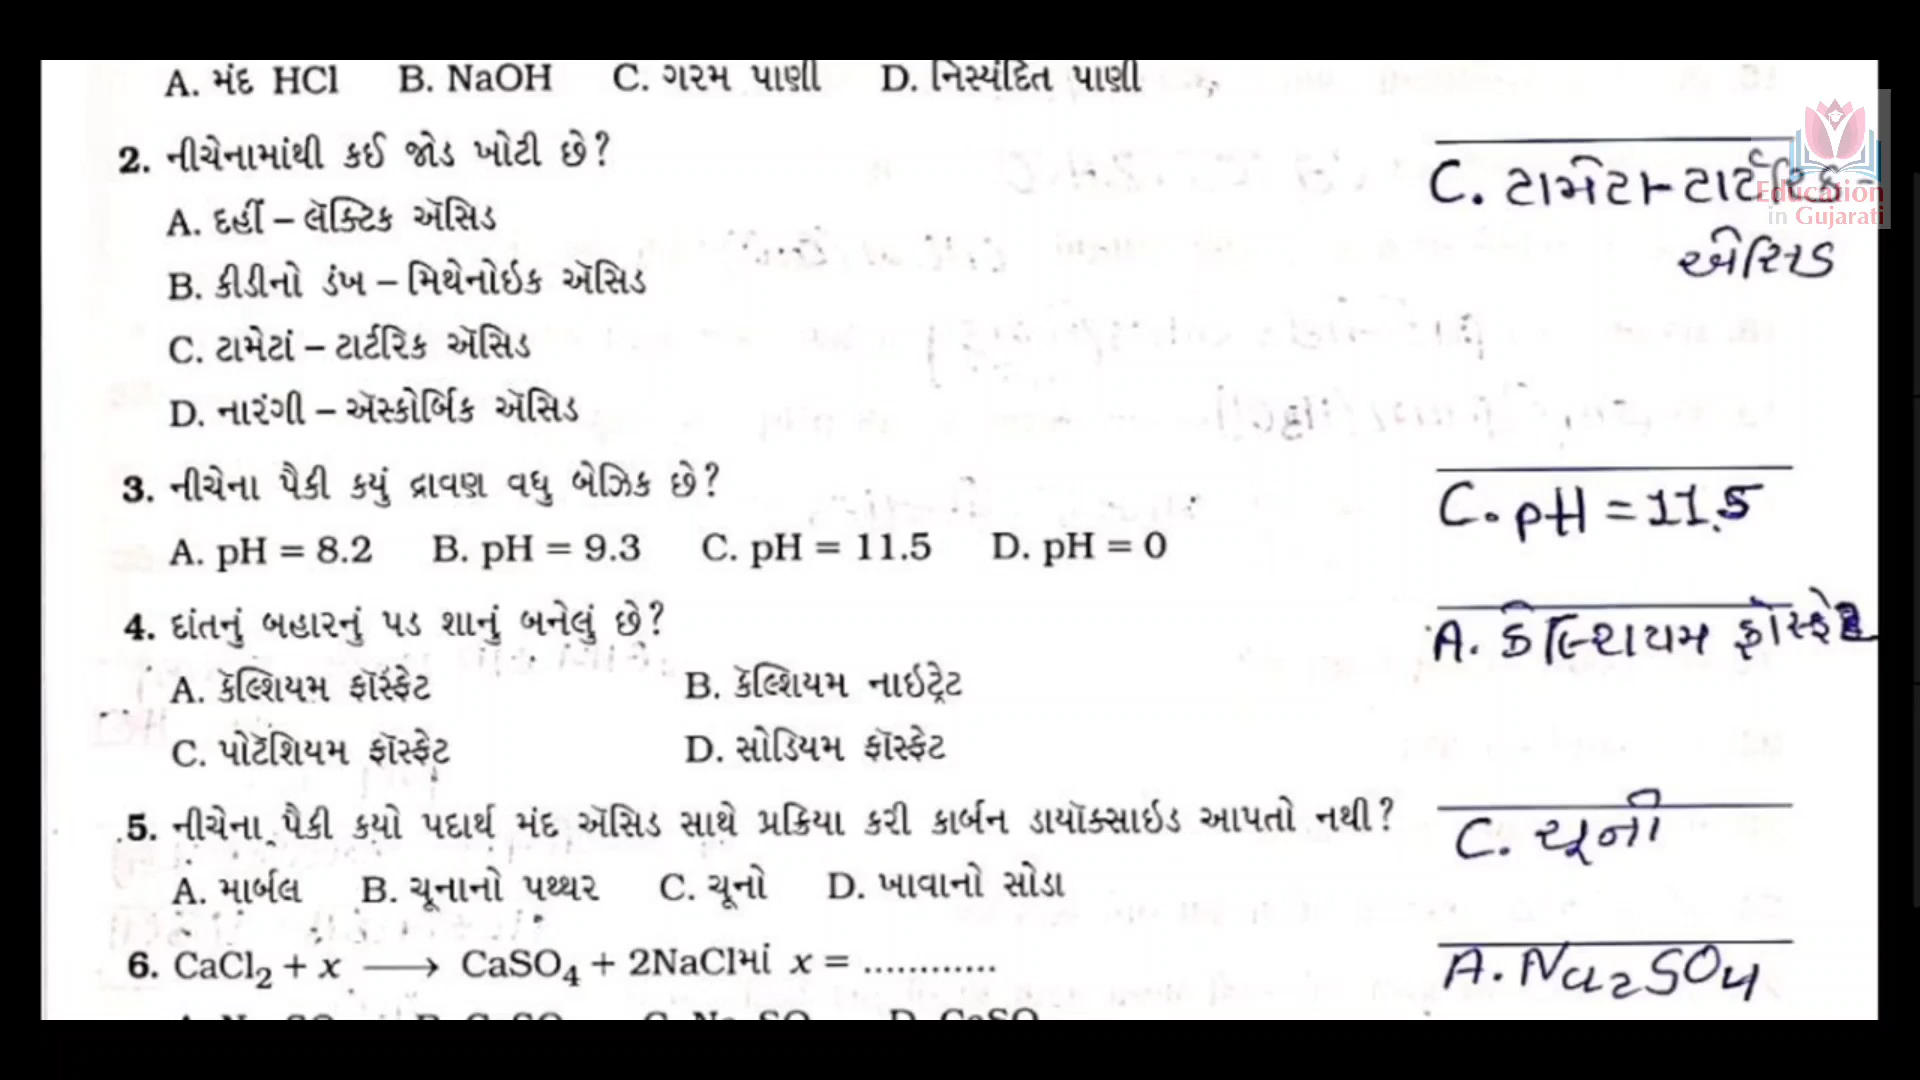 A. મંદ HCl B. NaOH C. ગરમ પાણી D. નિસ્યંદિત પાણી
2. નીચેનામાંથી કઈ જોડ ખોટી છે?
A. દહીં – લૅક્ટિક ઍસિડ
B. કીડીનો ડંખ – મિથેનોઇક ઍસિડ
C. ટામેટાં – ટાર્ટરિક ઍસિડ
D. નારંગી – ઍસ્કોર્બિક ઍસિડ
C. ટામેટા - ટાર્ટરિક -
એસિડ
Education
in Gujarati
3. નીચેના પૈકી કયું દ્રાવણ વધુ બેઝિક છે?
A. pH = 8.2 B. pH = 9.3 C. pH = 11.5 D. pH = 0
C. pH = 11.5
4. દાંતનું બહારનું પડ શાનું બનેલું છે?
A. કૅલ્શિયમ ફૉસ્ફેટ B. કૅલ્શિયમ નાઇટ્રેટ
C. પોટૅશિયમ ફૉસ્ફેટ D. સોડિયમ ફૉસ્ફેટ
A. કેલ્શિયમ ફોસ્ફેટ
5. નીચેના પૈકી કયો પદાર્થ મંદ ઍસિડ સાથે પ્રક્રિયા કરી કાર્બન ડાયૉક્સાઇડ આપતો નથી?
A. માર્બલ B. ચૂનાનો પથ્થર C. ચૂનો D. ખાવાનો સોડા
C. ચૂનો
6. CaCl₂ + x ⟶ CaSO₄ + 2NaClમાં x = ............
A. Na₂SO₄